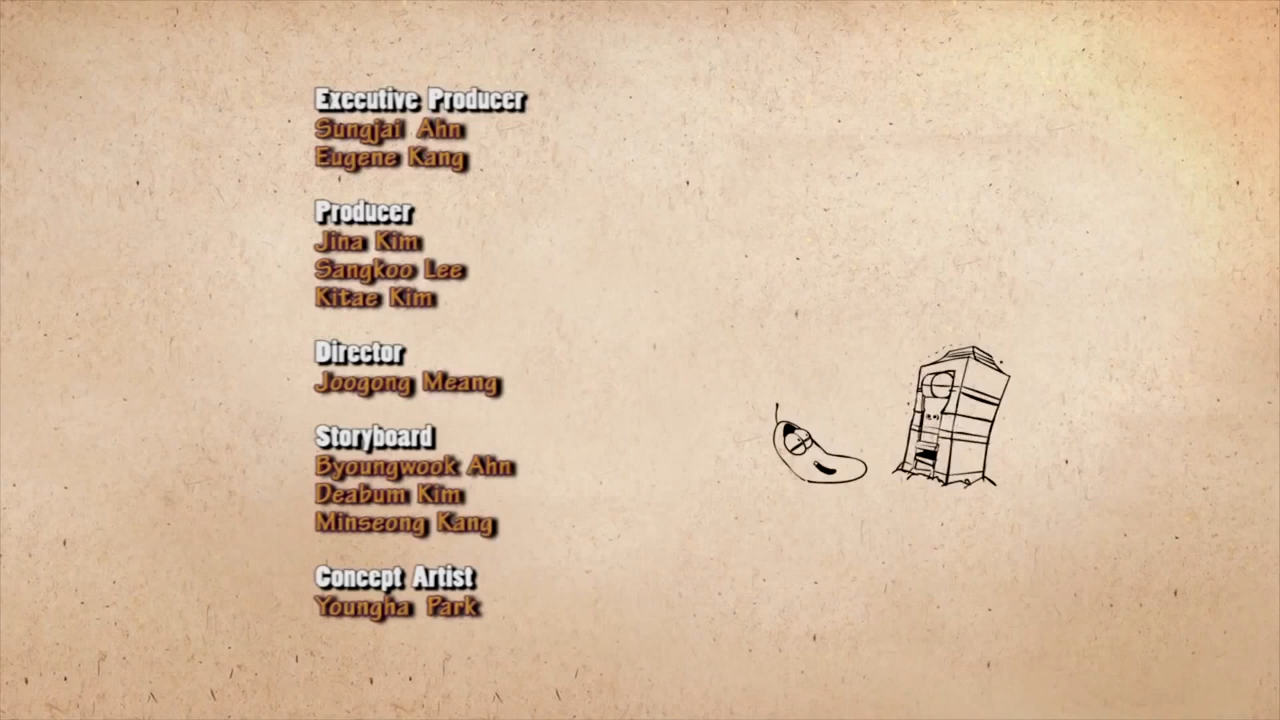 Executive Producer
Sungjai Ahn
Eugene Kang
Producer
Jina Kim
Sangkoo Lee
Kitae Kim
Director
Joogong Meang
Storyboard
Byoungwook Ahn
Deabum Kim
Minseong Kang
Concept Artist
Youngha Park